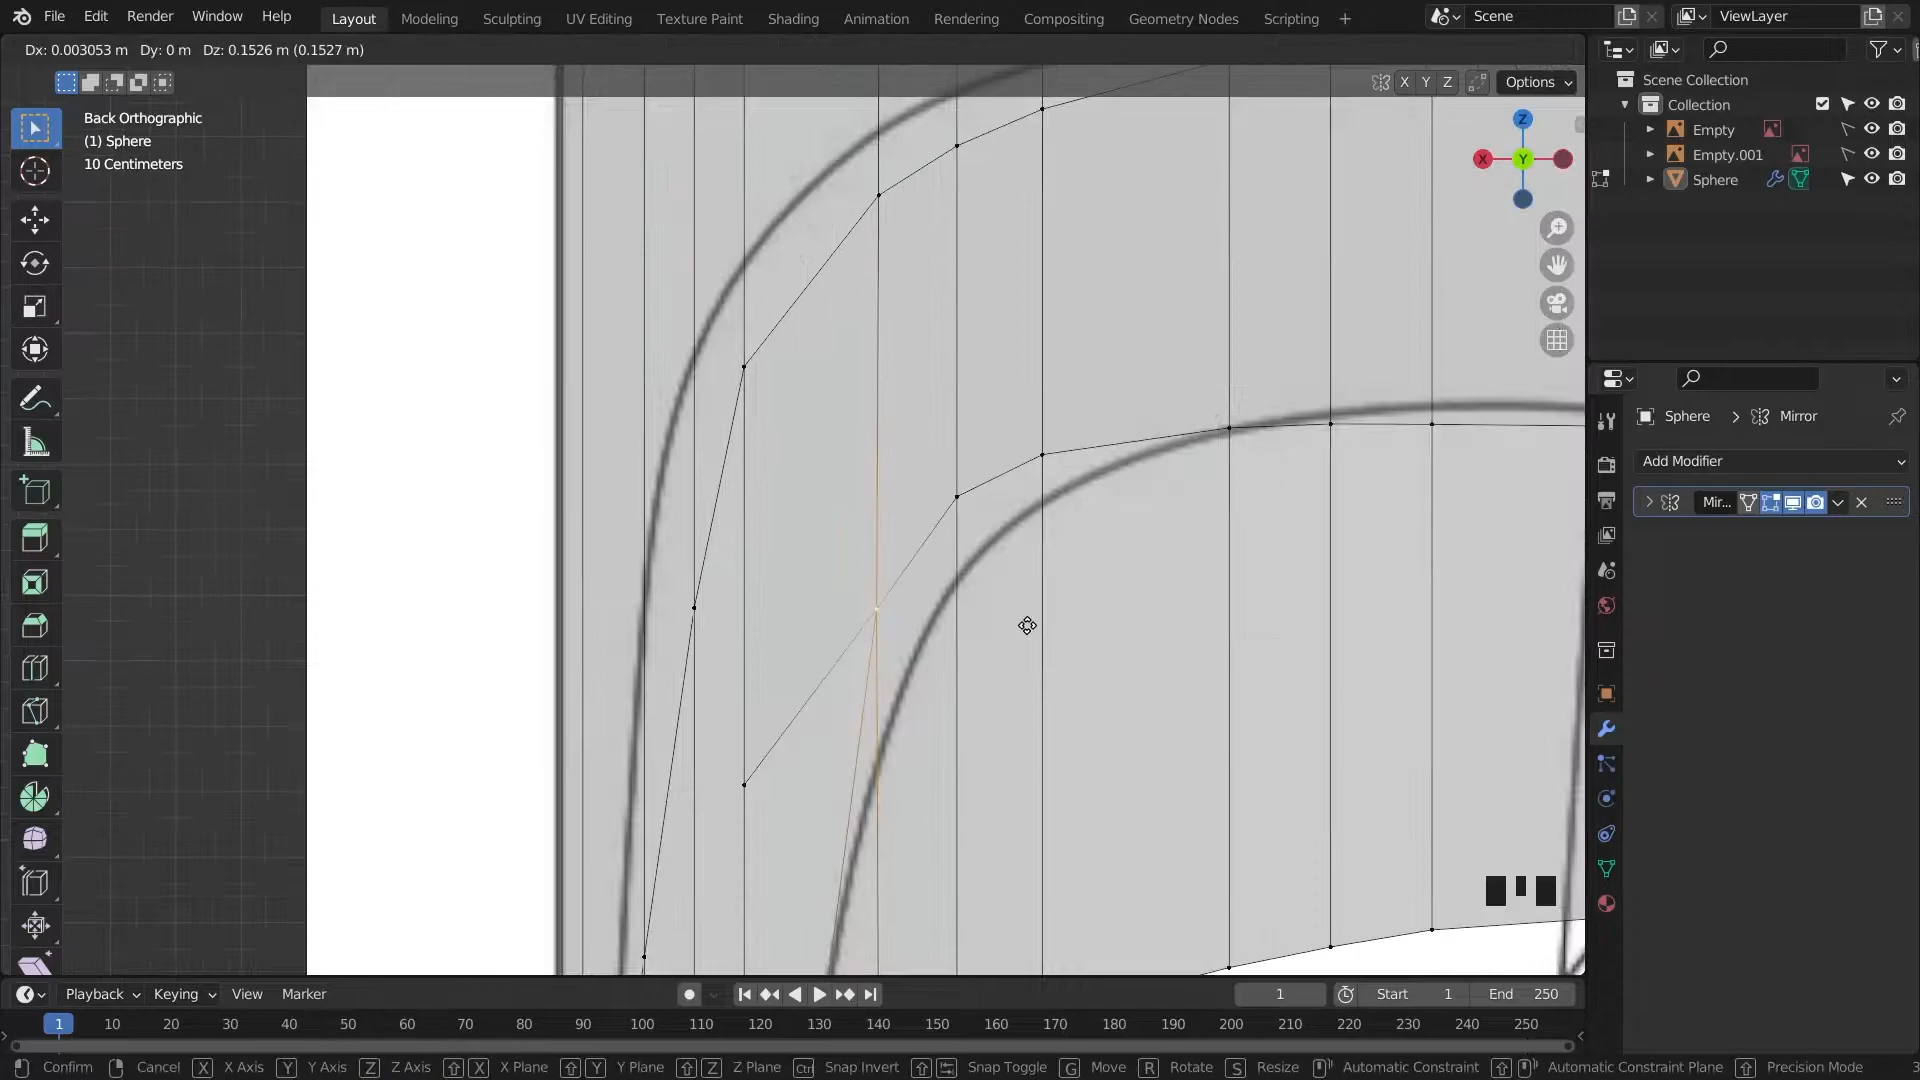 File Edit Render Window Help Layout Modeling Sculpting UV Editing Texture Paint Shading Animation Rendering Compositing Geometry Nodes Scripting + Scene ViewLayer
Dx: 0.003053 m Dy: 0 m Dz: 0.1526 m (0.1527 m)
X Y Z Options
Back Orthographic
(1) Sphere
10 Centimeters
Z
X Y
Scene Collection
Collection
Empty
Empty.001
Sphere
Sphere > Mirror
Add Modifier
Mir...
Playback Keying View Marker 1 Start 1 End 250
1 10 20 30 40 50 60 70 80 90 100 110 120 130 140 150 160 170 180 190 200 210 220 230 240 250
Confirm Cancel X X Axis Y Y Axis Z Z Axis X X Plane Y Y Plane Z Z Plane Ctrl Snap Invert Snap Toggle G Move R Rotate S Resize Automatic Constraint Automatic Constraint Plane Precision Mode